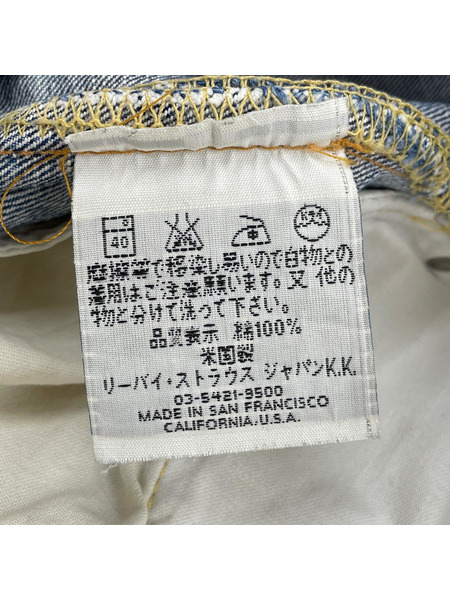 40
摩擦等で移染し易いので白物との
着用はご注意願います。又 他の
物と分けて洗って下さい。
品質表示 綿100%
米国製
リーバイ・ストラウス ジャパンK.K.
03-5421-9500
MADE IN SAN FRANCISCO
CALIFORNIA/U.S.A.